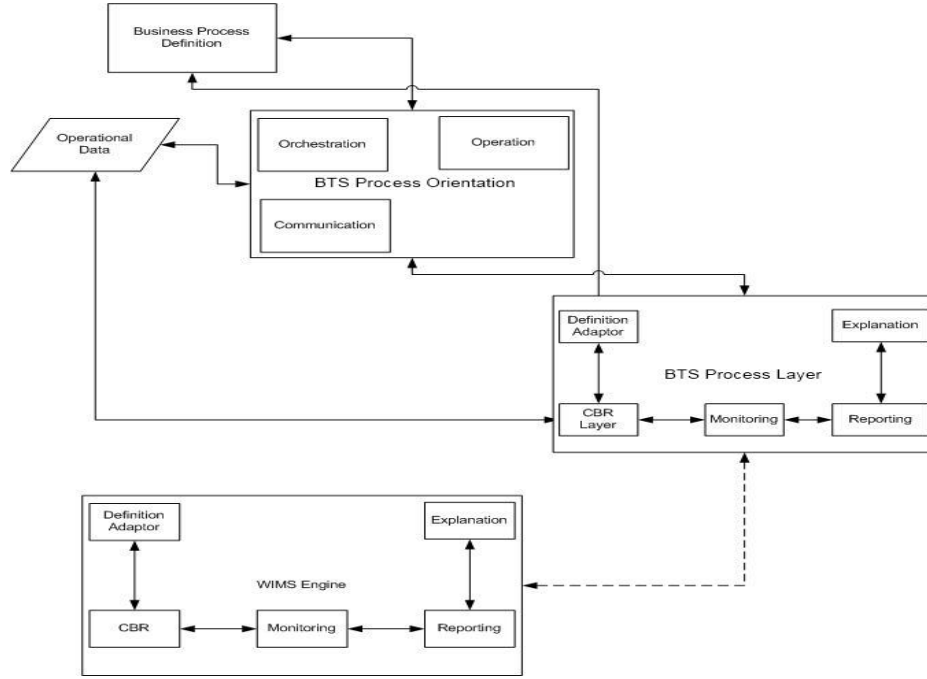 Business Process
Definition
Operational
Data
Orchestration
Operation
BTS Process Orientation
Communication
Definition
Adaptor
Explanation
BTS Process Layer
CBR
Layer
Monitoring
Reporting
Definition
Adaptor
Explanation
WIMS Engine
CBR
Monitoring
Reporting